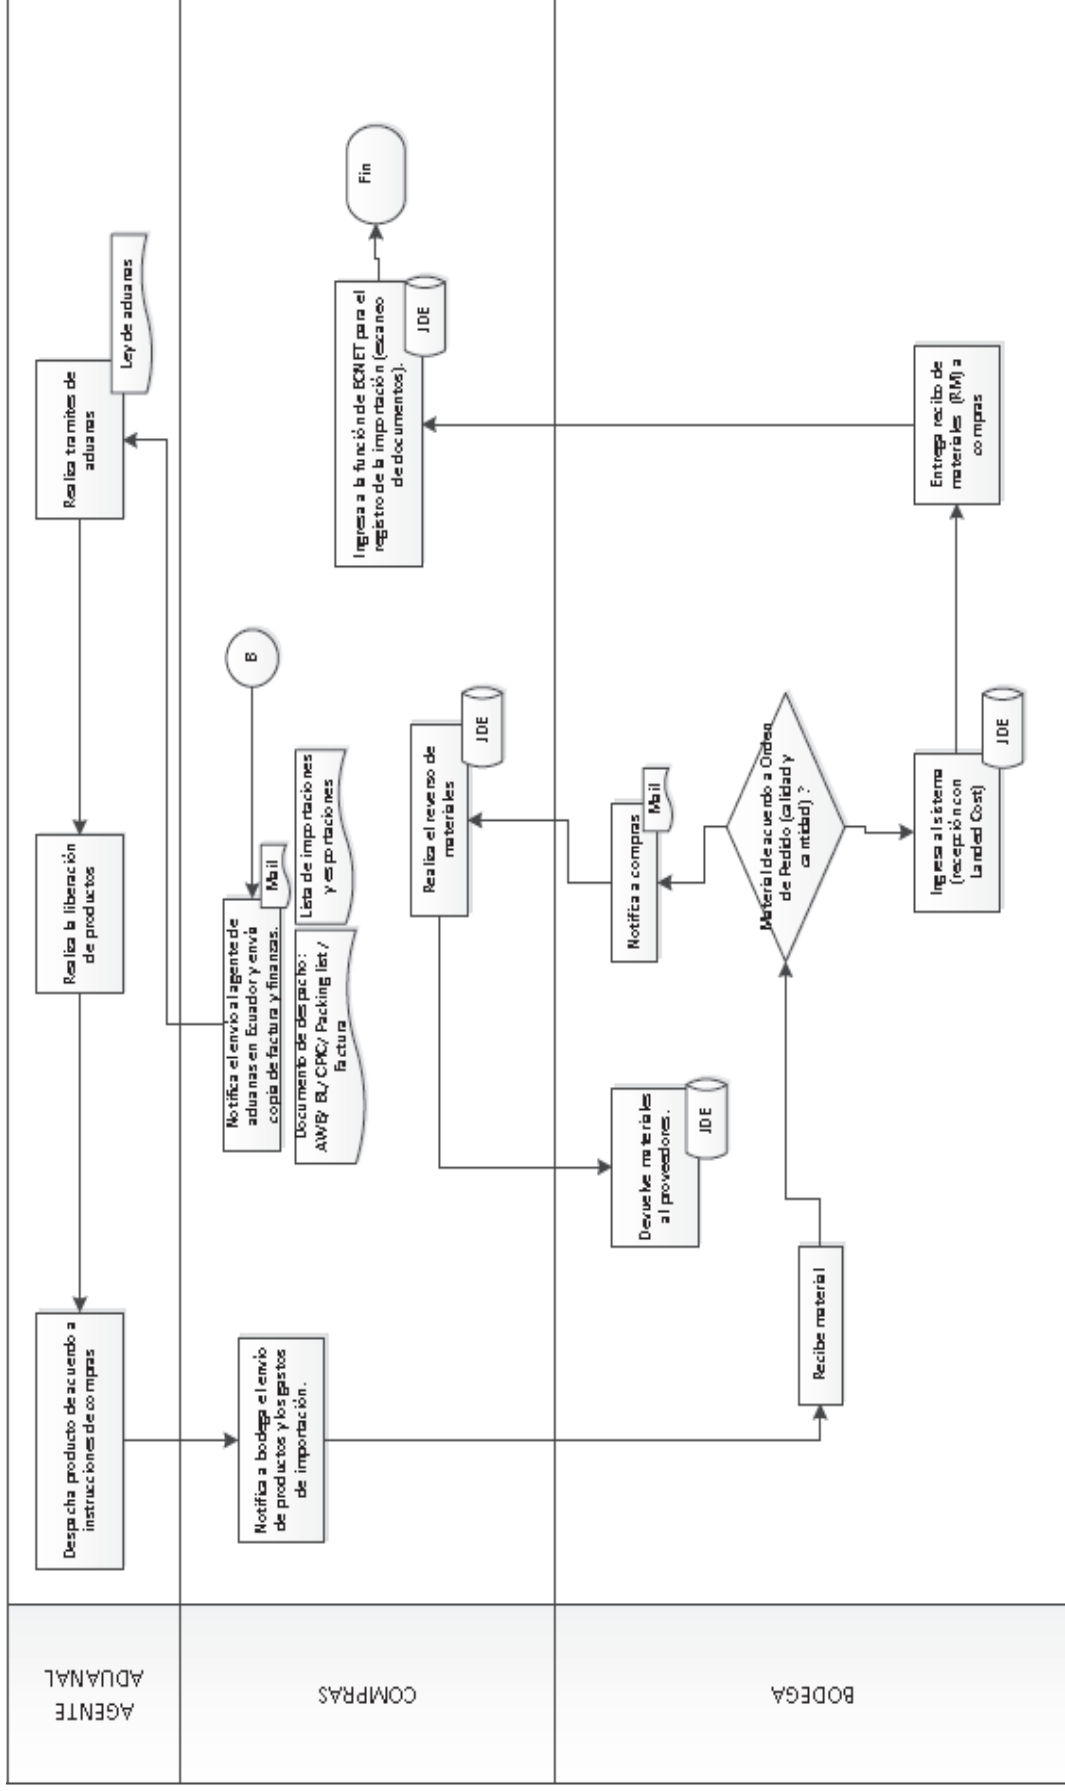 AGENTE
ADUANAL
COMPRAS
BODEGA
Despacha producto de acuerdo a
instrucciones de compras
Realiza la liberación
de productos
Realiza tramites de
aduanas
Ley de aduanas
Notifica a bodega el envío
de productos y los gastos
de importación.
Notifica el envío al agente de
aduanas en Ecuador y envía
copia de factura y finanzas.
Mail
B
Documento de despacho:
AWB/ BL/ CPIC/ Packing list /
factura
Lista de importaciones
y esportaciones
Realiza el reverso de
materiales
JDE
Ingresa a la función de ECNET para el
registro de la importación (escaneo
de documentos).
JDE
Fin
Devuelve materiales
al proveedores.
JDE
Notifica a compras
Mail
Recibe material
Material de acuerdo a Orden
de Pedido (calidad y
cantidad) ?
Ingresa al sistema
(recepción con
Landed Cost)
JDE
Entrega recibo de
materiales (RM) a
compras